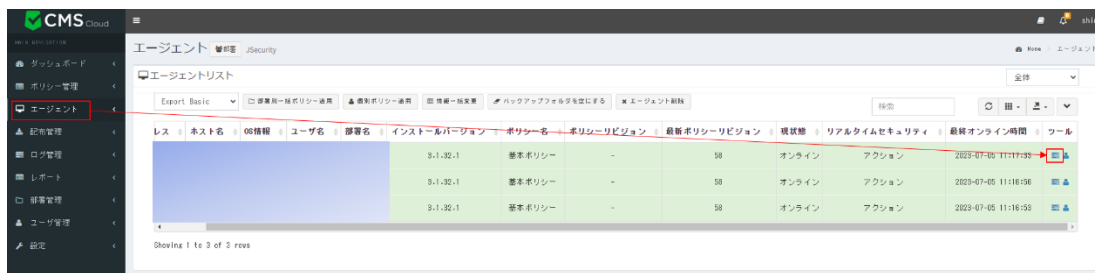 CMS Cloud
MAIN NAVIGATION
ダッシュボード
ポリシー管理
エージェント
配布管理
ログ管理
レポート
部署管理
ユーザ管理
設定
エージェント 部署 JSecurity
Home エージェント
エージェントリスト
全体
Export Basic 部署別一括ポリシー適用 個別ポリシー適用 情報一括変更 バックアップフォルダを空にする エージェント削除 検索
レス ホスト名 OS情報 ユーザ名 部署名 インストールバージョン ポリシー名 ポリシーリビジョン 最新ポリシーリビジョン 現状態 リアルタイムセキュリティ 最終オンライン時間 ツール
3.1.32.1 基本ポリシー - 58 オンライン アクション 2023-07-05 11:17:33
3.1.32.1 基本ポリシー - 58 オンライン アクション 2023-07-05 11:16:56
3.1.32.1 基本ポリシー - 58 オンライン アクション 2023-07-05 11:16:53
Showing 1 to 3 of 3 rows